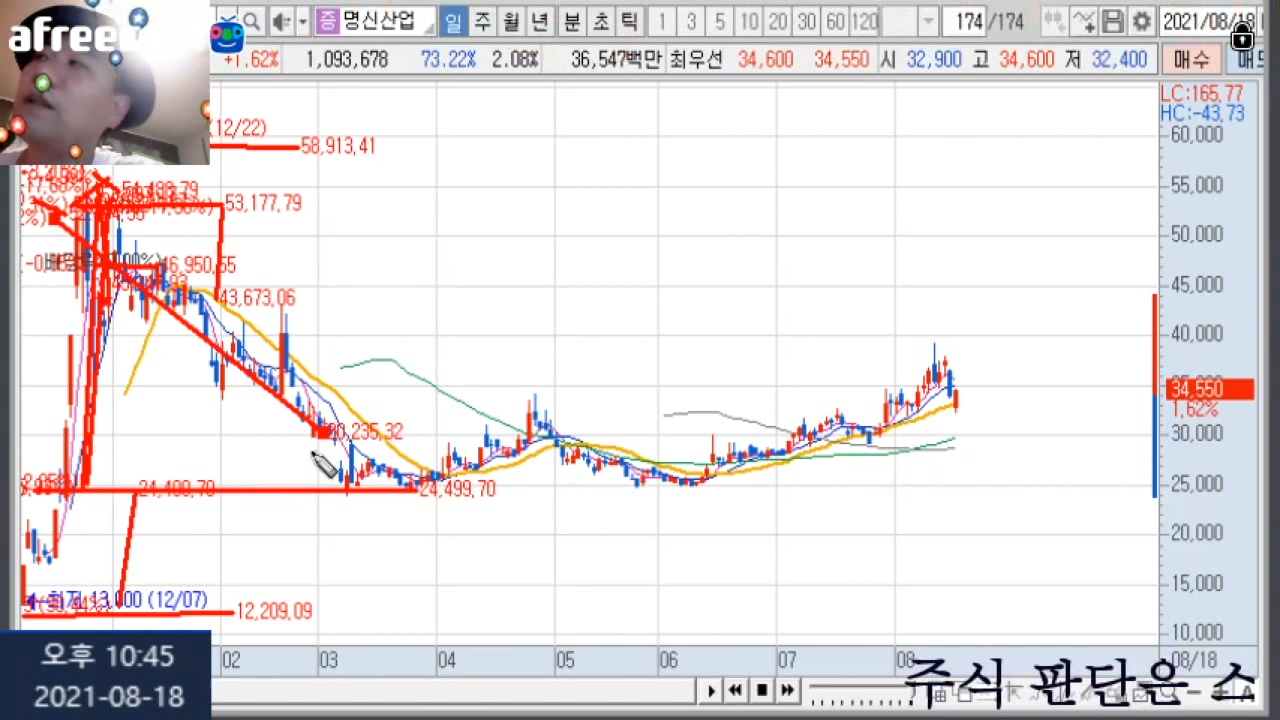 afreeca
증 명신산업 일 주 월 년 분 초 틱 1 3 5 10 20 30 60 120 174 /174 2021/08/18
+1.62% 1,093,678 73.22% 2.08% 36,547백만 최우선 34,600 34,550 시 32,900 고 34,600 저 32,400 매수
LC:165.77
HC:-43.73
(12/22)
58,913.41
60,000
55,000
53,177.79
50,000
46,950.55
45,000
43,673.06
40,000
34,550
1.62%
30,235.32
30,000
24,499.70
24,499.70
25,000
20,000
15,000
최저 13,000 (12/07)
12,209.09
10,000
02 03 04 05 06 07 08 08/18
오후 10:45
2021-08-18
주식 판단은 스